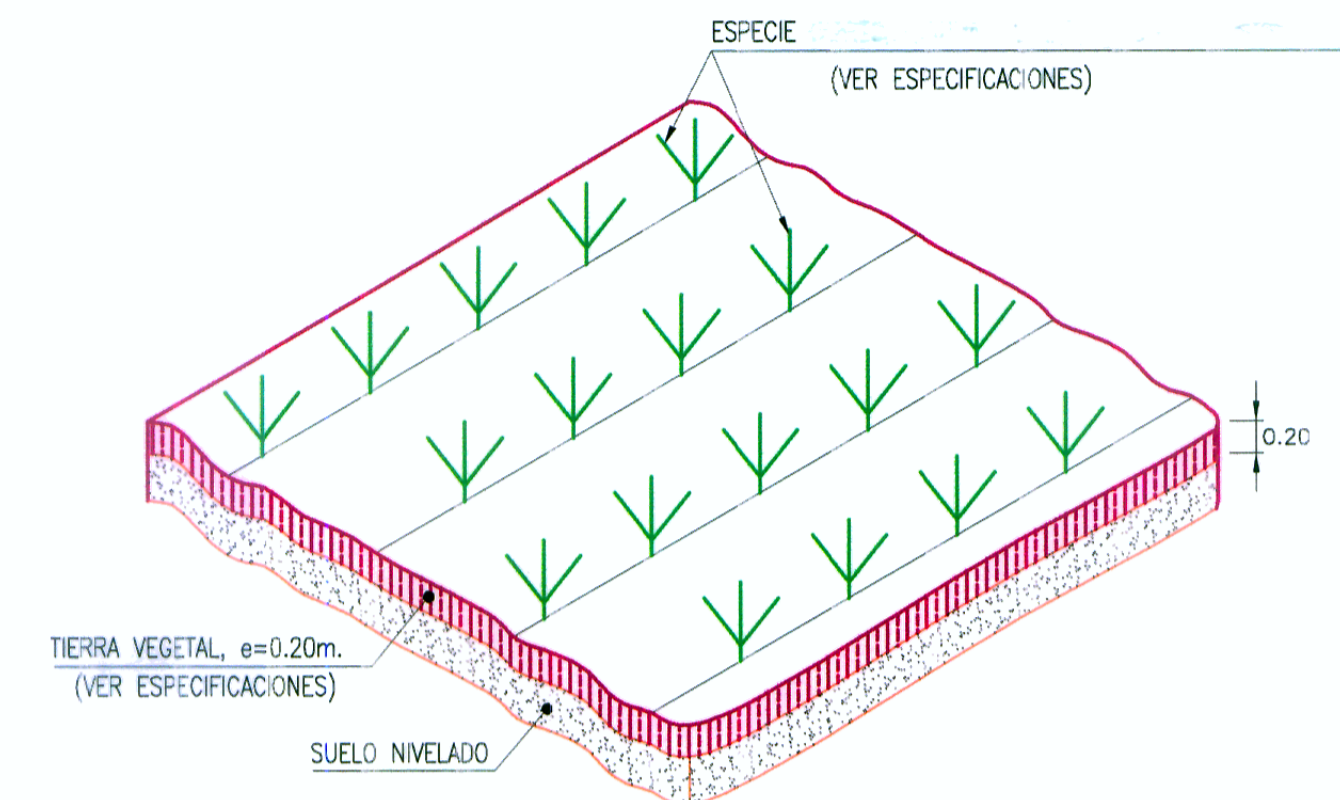 ESPECIE
(VER ESPECIFICACIONES)
0.20
TIERRA VEGETAL, e=0.20m.
(VER ESPECIFICACIONES)
SUELO NIVELADO